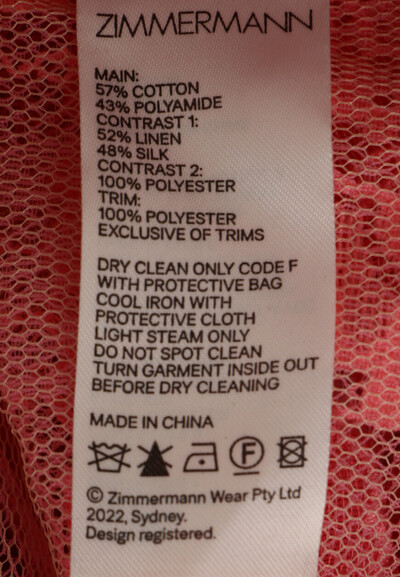 ZIMMERMANN
MAIN:
57% COTTON
43% POLYAMIDE
CONTRAST 1:
52% LINEN
48% SILK
CONTRAST 2:
100% POLYESTER
TRIM:
100% POLYESTER
EXCLUSIVE OF TRIMS
DRY CLEAN ONLY CODE F
WITH PROTECTIVE BAG
COOL IRON WITH
PROTECTIVE CLOTH
LIGHT STEAM ONLY
DO NOT SPOT CLEAN
TURN GARMENT INSIDE OUT
BEFORE DRY CLEANING
MADE IN CHINA
F
© Zimmermann Wear Pty Ltd
2022, Sydney.
Design registered.